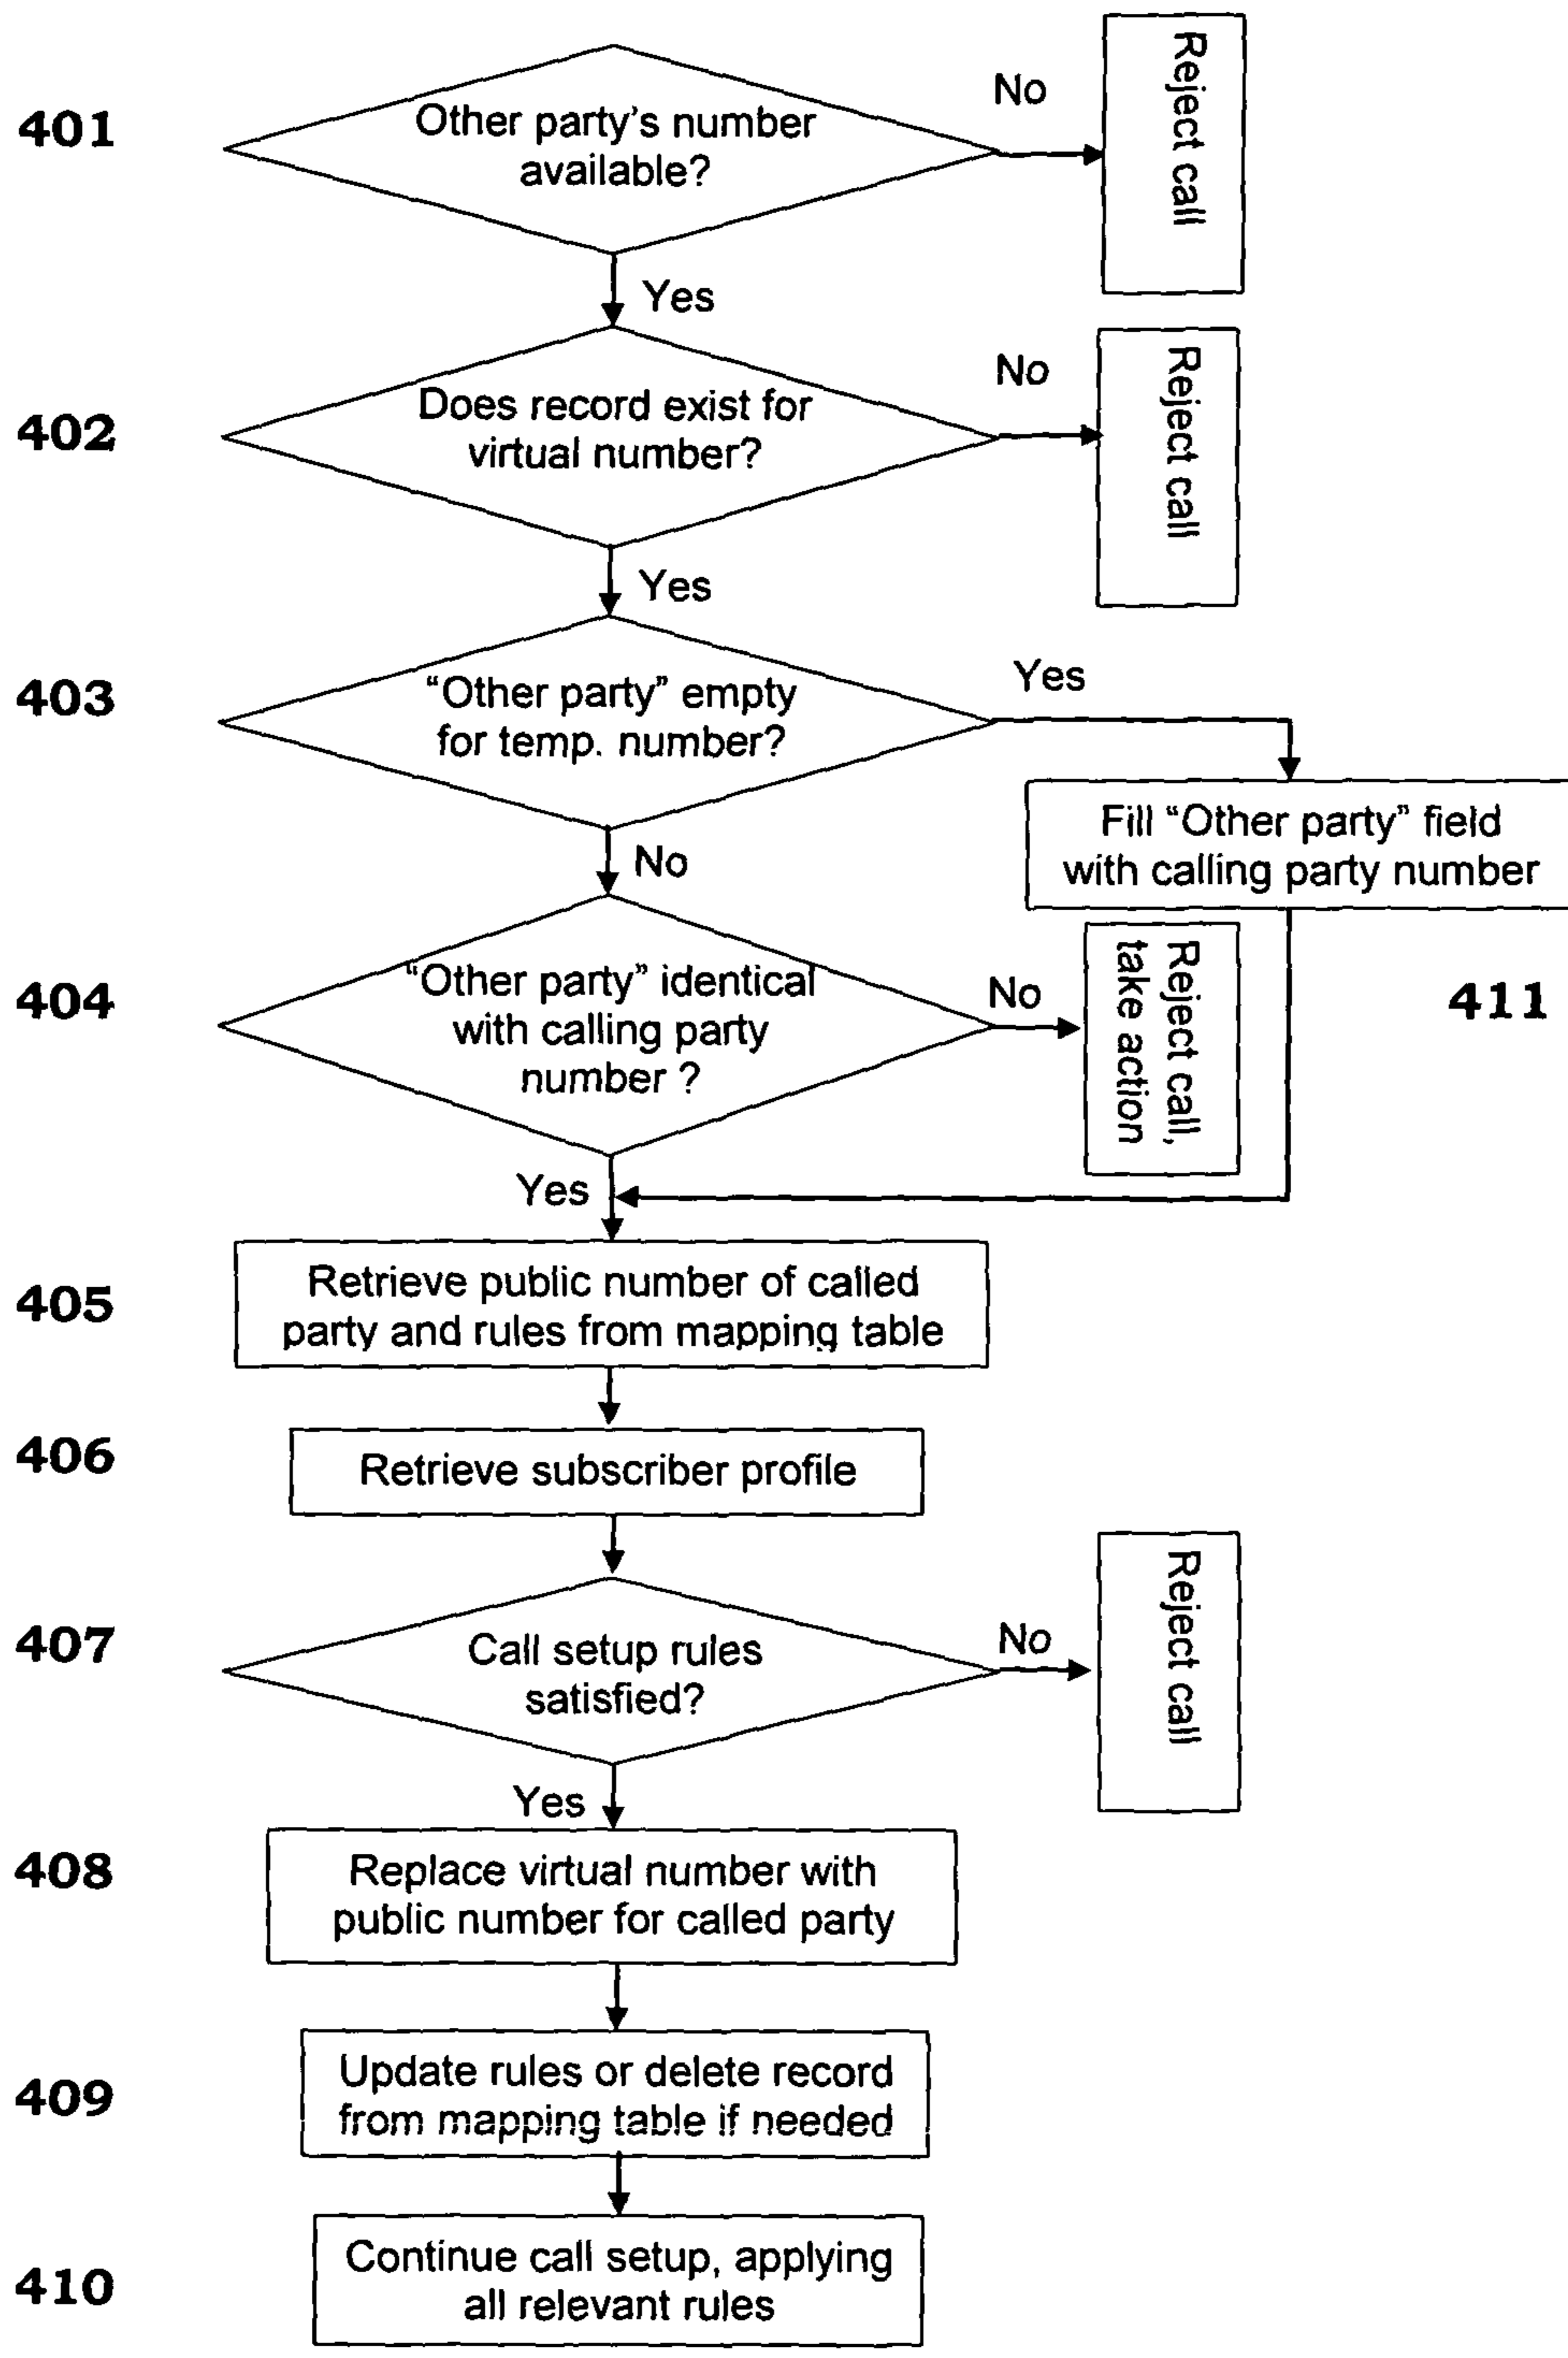 401
Other party's number
available?
No
Reject call
Yes
402
Does record exist for
virtual number?
No
Reject call
Yes
403
“Other party” empty
for temp. number?
Yes
Fill “Other party” field
with calling party number
No
404
“Other party” identical
with calling party
number ?
No
Reject call,
take action
411
Yes
405
Retrieve public number of called
party and rules from mapping table
406
Retrieve subscriber profile
407
Call setup rules
satisfied?
No
Reject call
Yes
408
Replace virtual number with
public number for called party
409
Update rules or delete record
from mapping table if needed
410
Continue call setup, applying
all relevant rules